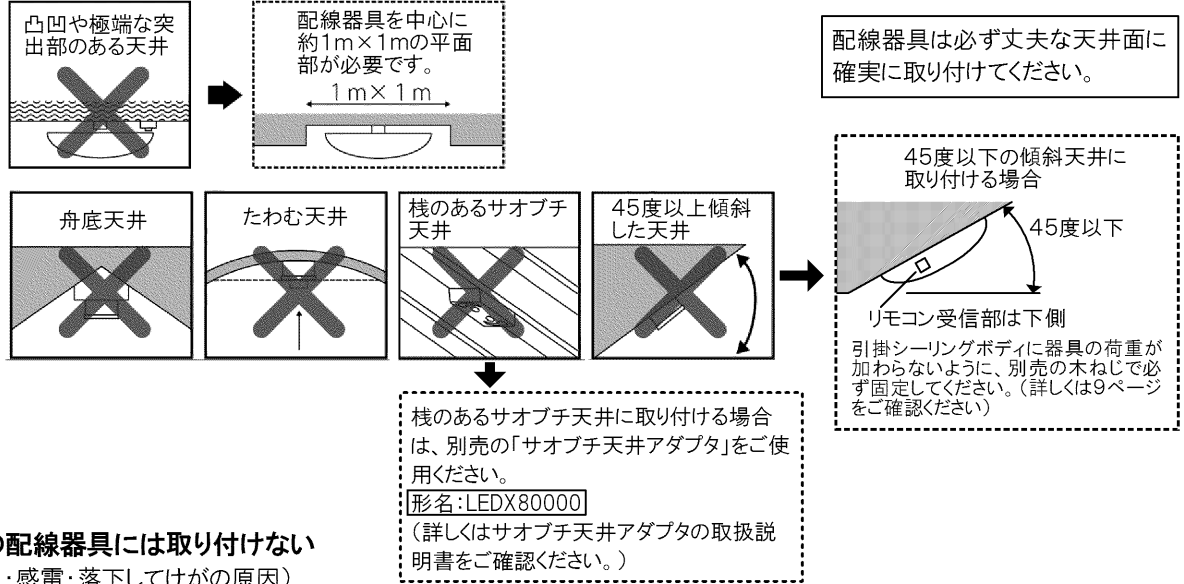 凸凹や極端な突
出部のある天井
配線器具を中心に
約1m×1mの平面
部が必要です。
1m×1m
配線器具は必ず丈夫な天井面に
確実に取り付けてください。
舟底天井
たわむ天井
桟のあるサオブチ
天井
45度以上傾斜
した天井
45度以下の傾斜天井に
取り付ける場合
45度以下
リモコン受信部は下側
引掛シーリングボディに器具の荷重が
加わらないように、別売の木ねじで必
ず固定してください。(詳しくは9ページ
をご確認ください)
桟のあるサオブチ天井に取り付ける場合
は、別売の「サオブチ天井アダプタ」をご使
用ください。
形名:LEDX80000
(詳しくはサオブチ天井アダプタの取扱説
明書をご確認ください。)
の配線器具には取り付けない
・感電・落下してけがの原因)